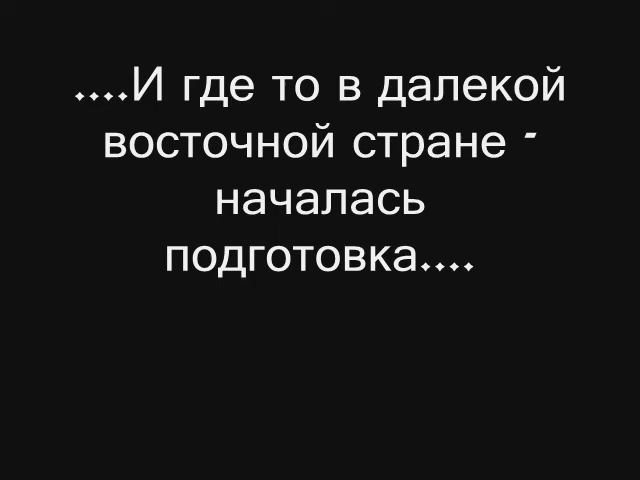 ....И где то в далекой
восточной стране -
началась
подготовка....